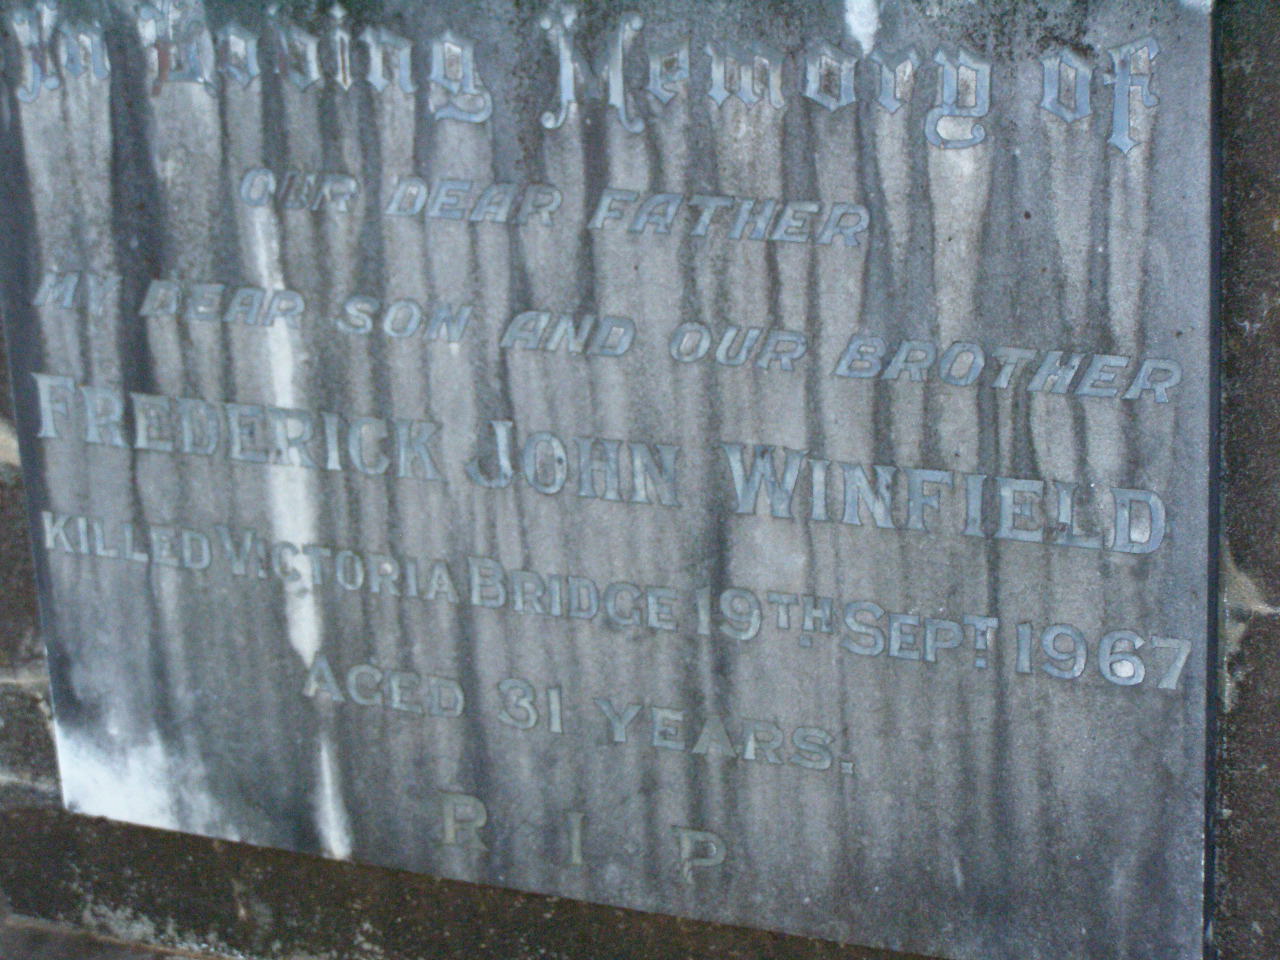 In Loving Memory of
OUR DEAR FATHER
MY DEAR SON AND OUR BROTHER
FREDERICK JOHN WINFIELD
KILLED VICTORIA BRIDGE 19TH SEPT. 1967
AGED 31 YEARS.
R I P